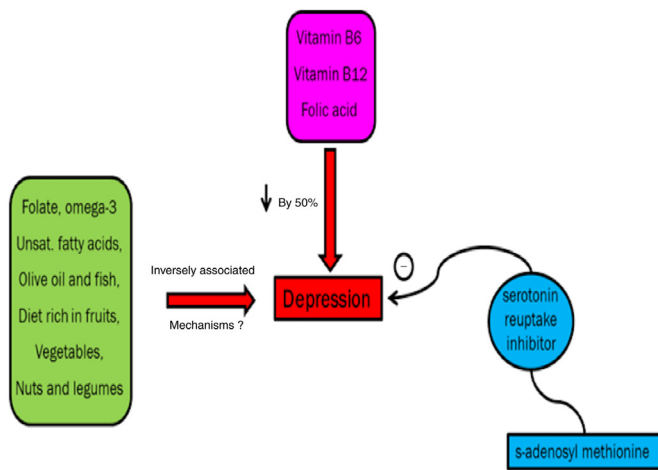 Vitamin B6
Vitamin B12
Folic acid
↓ By 50%
Folate, omega-3
Unsat. fatty acids,
Olive oil and fish,
Diet rich in fruits,
Vegetables,
Nuts and legumes
Inversely associated
Mechanisms ?
Depression
−
serotonin
reuptake
inhibitor
s-adenosyl methionine